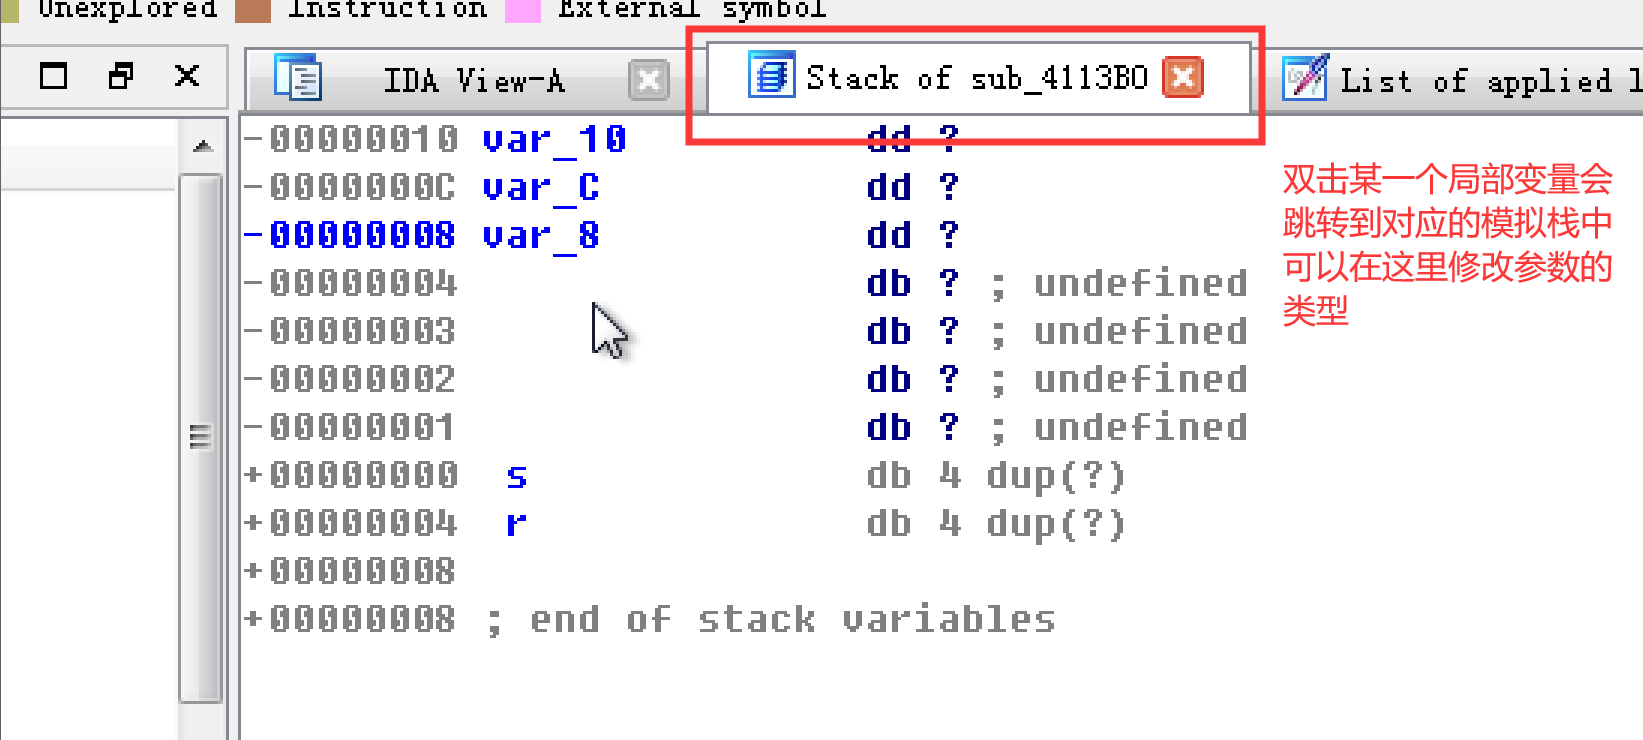 Unexplored Instruction External symbol
IDA View-A Stack of sub_4113B0 List of applied l
-00000010 var_10 dd ?
-0000000C var_C dd ?
-00000008 var_8 dd ?
-00000004 db ? ; undefined
-00000003 db ? ; undefined
-00000002 db ? ; undefined
-00000001 db ? ; undefined
+00000000 s db 4 dup(?)
+00000004 r db 4 dup(?)
+00000008
+00000008 ; end of stack variables
双击某一个局部变量会
跳转到对应的模拟栈中
可以在这里修改参数的
类型